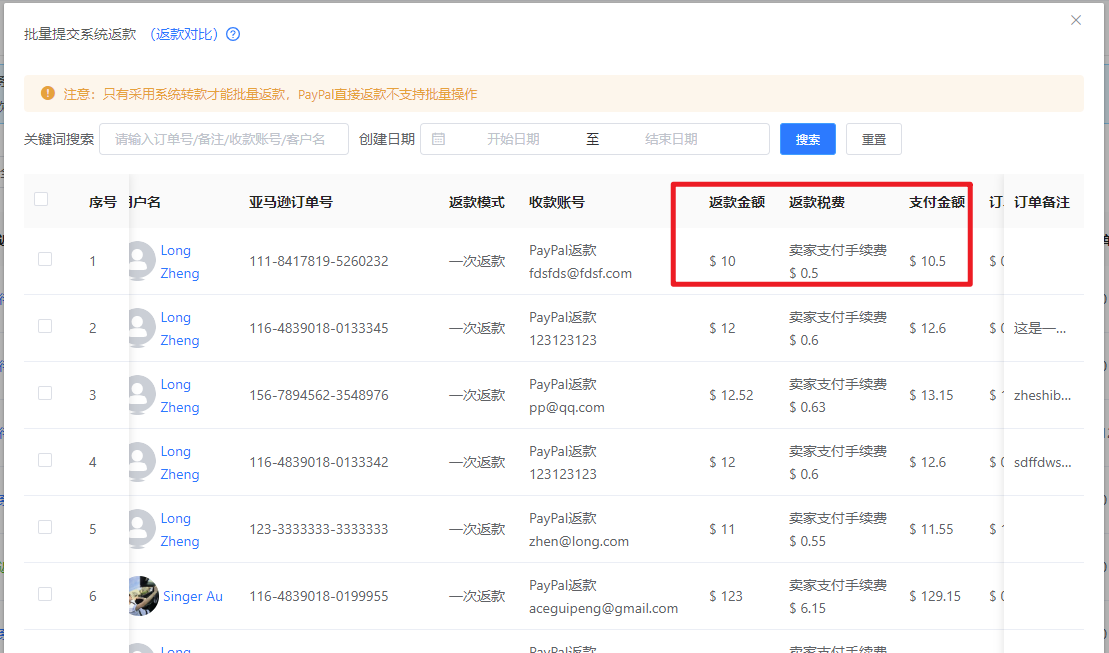 批量提交系统返款 (返款对比)
注意：只有采用系统转款才能批量返款，PayPal直接返款不支持批量操作
关键词搜索 请输入订单号/备注/收款账号/客户名 创建日期 开始日期 至 结束日期 搜索 重置
序号 户名 亚马逊订单号 返款模式 收款账号 返款金额 返款税费 支付金额 订 订单备注
1 Long Zheng 111-8417819-5260232 一次返款 PayPal返款 fdsfds@fdsf.com $ 10 卖家支付手续费 $ 0.5 $ 10.5 $
2 Long Zheng 116-4839018-0133345 一次返款 PayPal返款 123123123 $ 12 卖家支付手续费 $ 0.6 $ 12.6 $ 这是一...
3 Long Zheng 156-7894562-3548976 一次返款 PayPal返款 pp@qq.com $ 12.52 卖家支付手续费 $ 0.63 $ 13.15 $ zheshib...
4 Long Zheng 116-4839018-0133342 一次返款 PayPal返款 123123123 $ 12 卖家支付手续费 $ 0.6 $ 12.6 $ sdffdws...
5 Long Zheng 123-3333333-3333333 一次返款 PayPal返款 zhen@long.com $ 11 卖家支付手续费 $ 0.55 $ 11.55 $
6 Singer Au 116-4839018-0199955 一次返款 PayPal返款 aceguipeng@gmail.com $ 123 卖家支付手续费 $ 6.15 $ 129.15 $
Long PayPal返款 卖家支付手续费